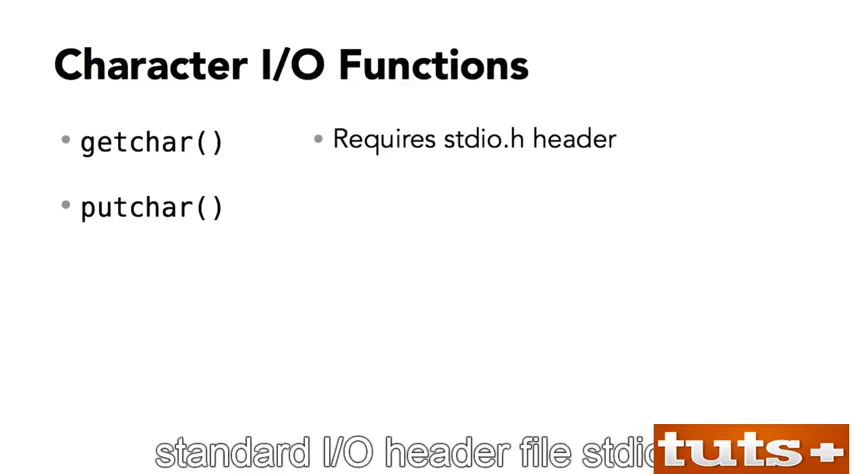 Character I/O Functions
• getchar()
• putchar()
• Requires stdio.h header
standard I/O header file
tuts+